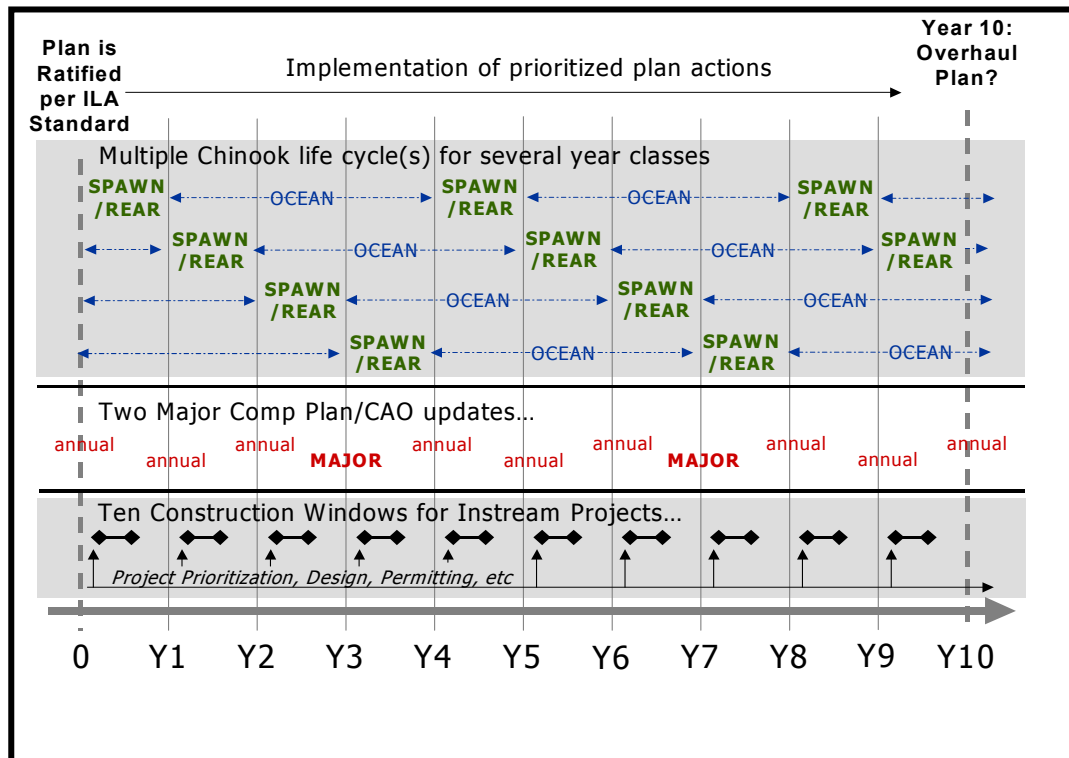 Plan is
Ratified
per ILA
Standard
Implementation of prioritized plan actions
Year 10:
Overhaul
Plan?
Multiple Chinook life cycle(s) for several year classes
SPAWN
/REAR
OCEAN
SPAWN
/REAR
OCEAN
SPAWN
/REAR
SPAWN
/REAR
OCEAN
SPAWN
/REAR
OCEAN
SPAWN
/REAR
SPAWN
/REAR
OCEAN
SPAWN
/REAR
OCEAN
SPAWN
/REAR
OCEAN
SPAWN
/REAR
OCEAN
Two Major Comp Plan/CAO updates...
annual
annual
annual
MAJOR
annual
annual
annual
MAJOR
annual
annual
annual
Ten Construction Windows for Instream Projects...
Project Prioritization, Design, Permitting, etc
0 Y1 Y2 Y3 Y4 Y5 Y6 Y7 Y8 Y9 Y10